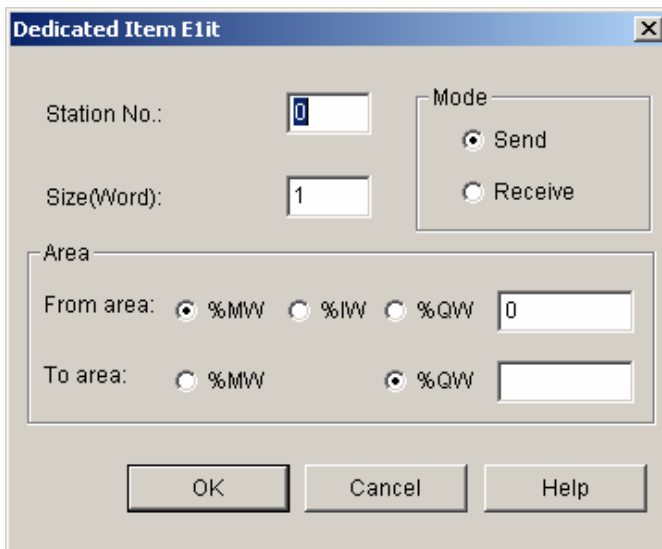 Dedicated Item E1it
Station No.: 0
Mode
Send
Size(Word): 1
Receive
Area
From area: %MW %IW %QW 0
To area: %MW %QW
OK Cancel Help